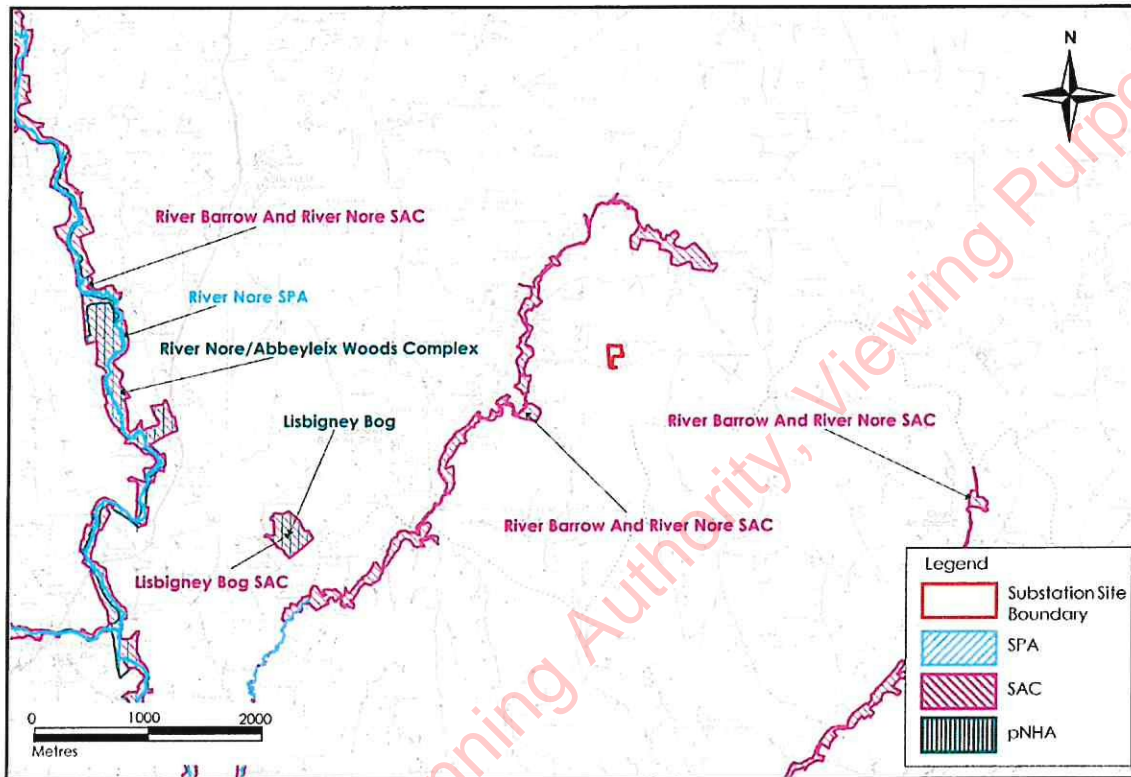 N
River Barrow And River Nore SAC
River Nore SPA
River Nore/Abbeyleix Woods Complex
Lisbigney Bog
River Barrow And River Nore SAC
River Barrow And River Nore SAC
Lisbigney Bog SAC
Legend
Substation Site
Boundary
SPA
SAC
pNHA
0 1000 2000
Metres
nning Authority, Viewing Purpo